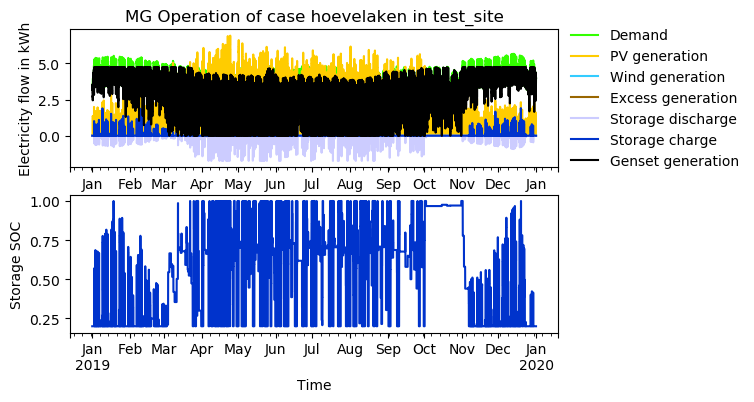 MG Operation of case hoevelaken in test_site
Electricity flow in kWh
5.0
2.5
0.0
Jan Feb Mar Apr May Jun Jul Aug Sep Oct Nov Dec Jan
Demand
PV generation
Wind generation
Excess generation
Storage discharge
Storage charge
Genset generation
Storage SOC
1.00
0.75
0.50
0.25
Jan Feb Mar Apr May Jun Jul Aug Sep Oct Nov Dec Jan
2019 2020
Time